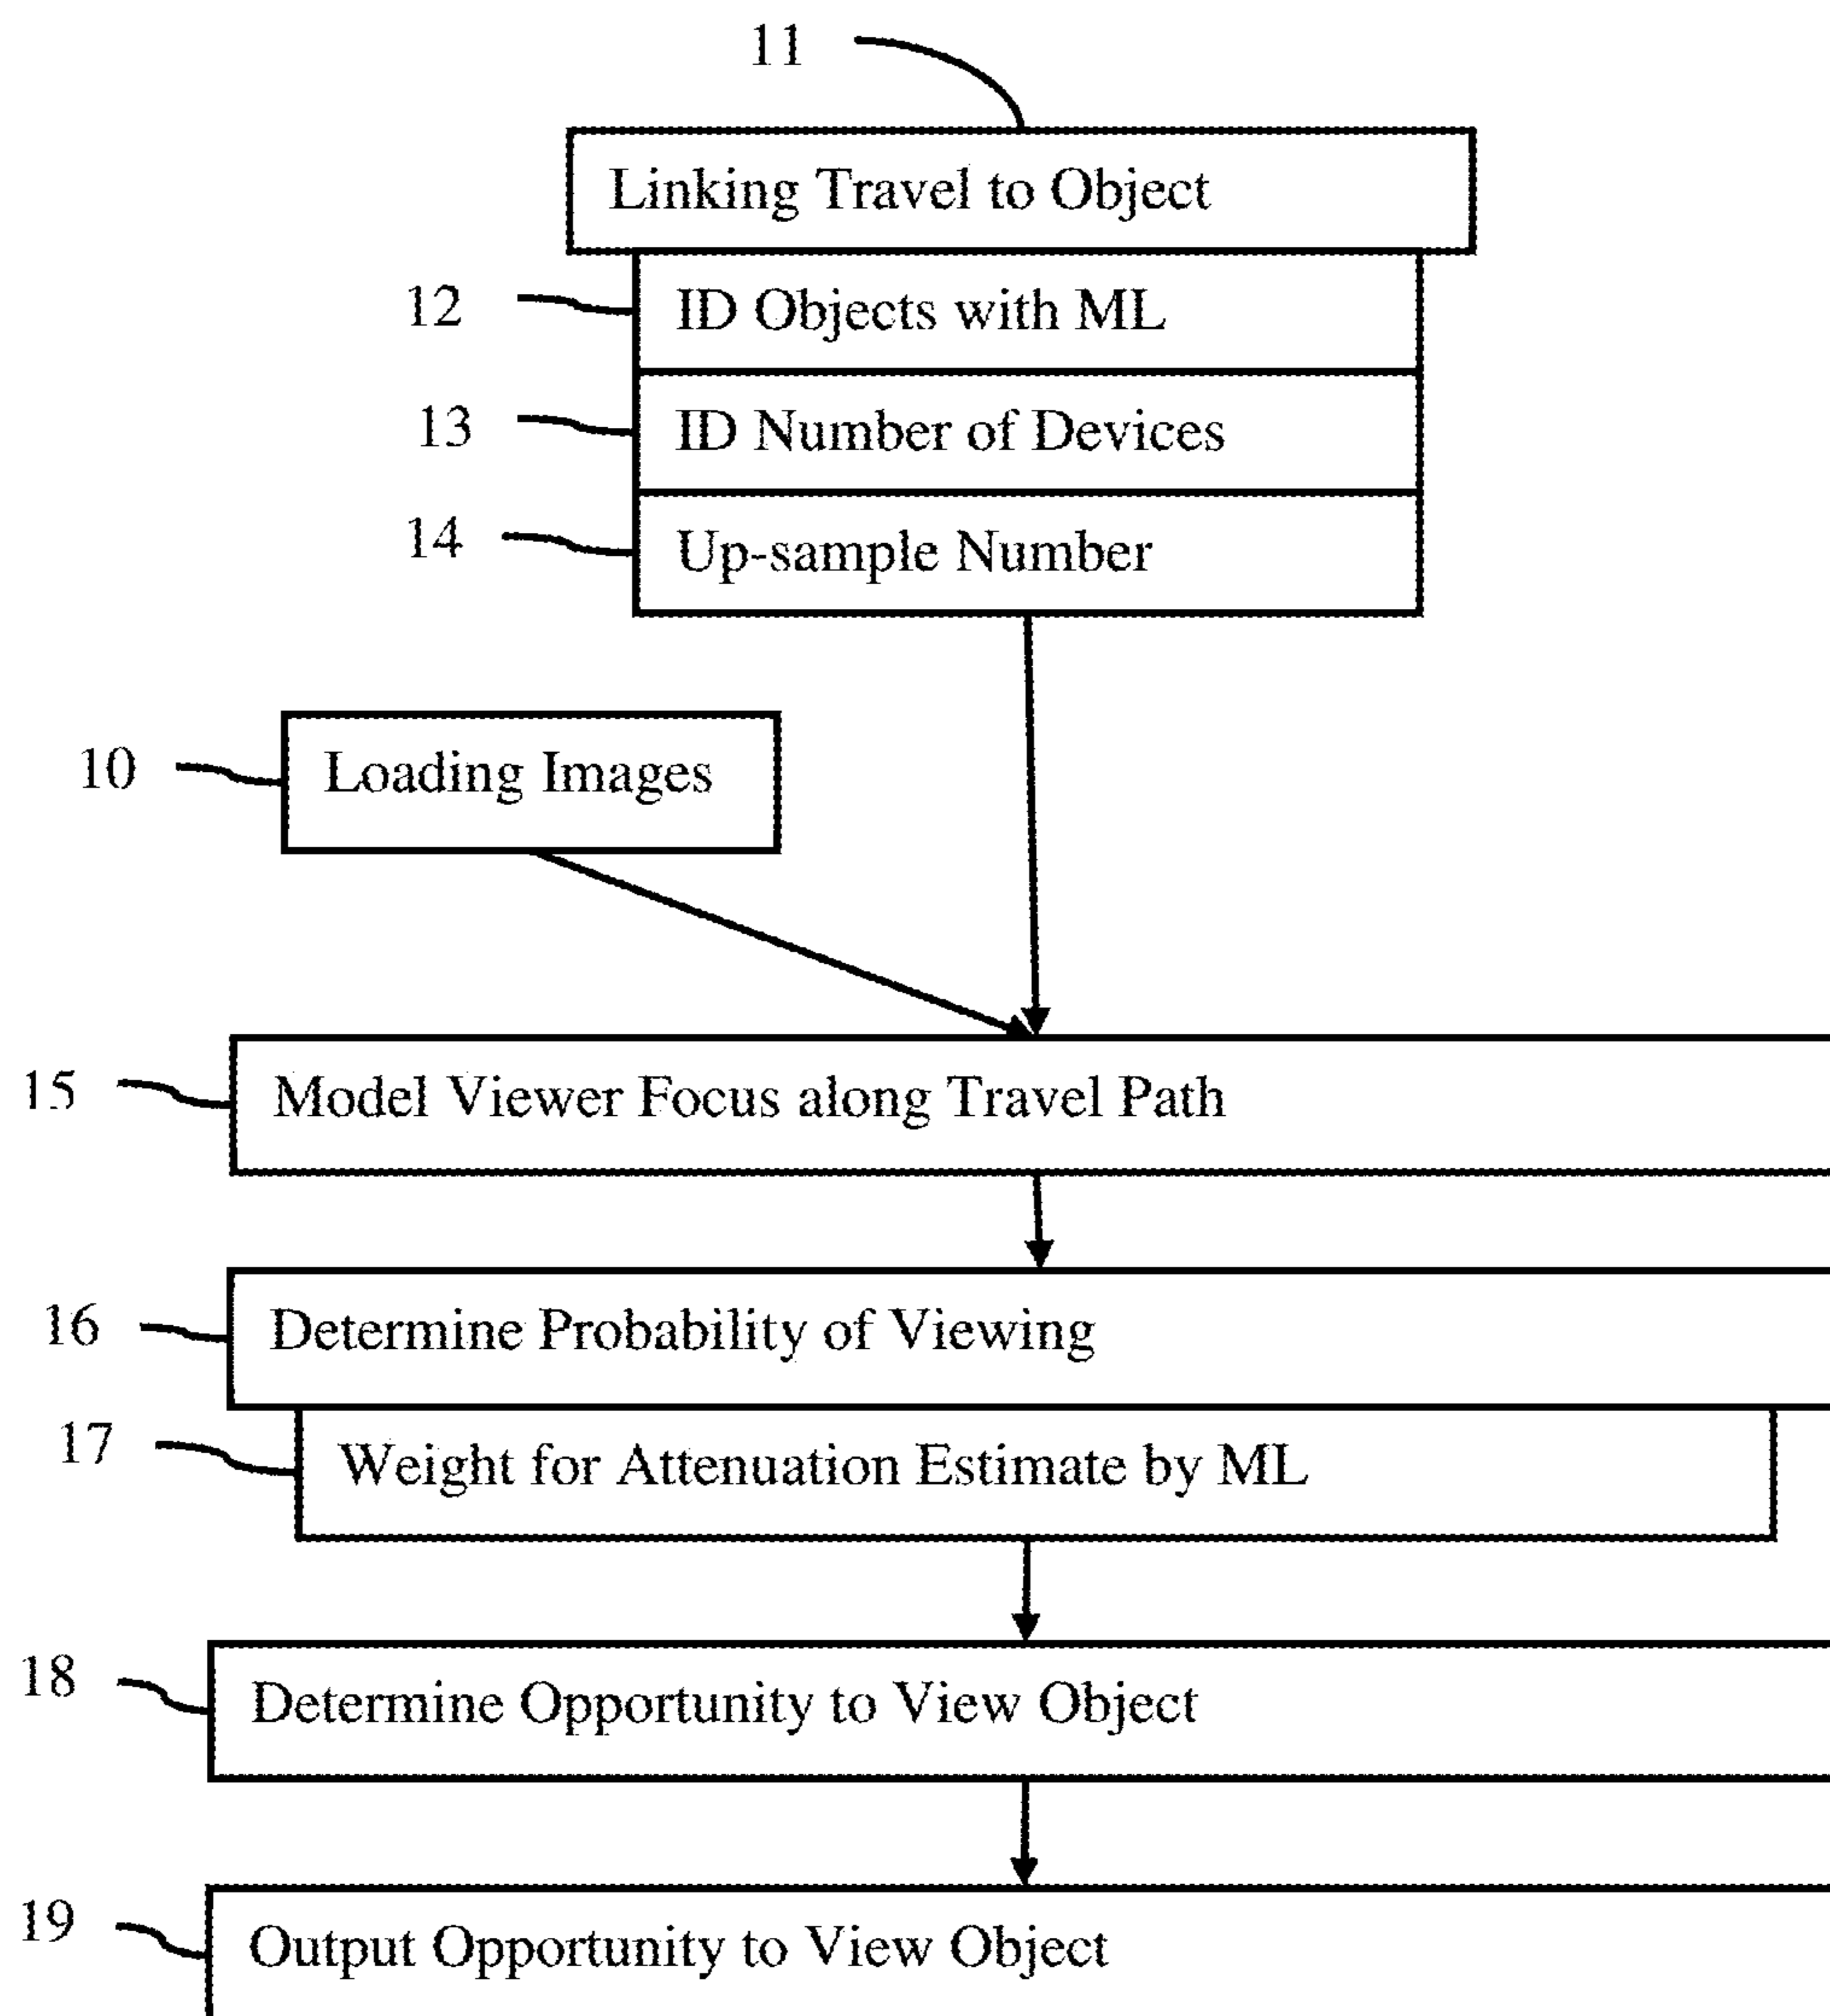 11
Linking Travel to Object
12 ID Objects with ML
13 ID Number of Devices
14 Up-sample Number
10 Loading Images
15 Model Viewer Focus along Travel Path
16 Determine Probability of Viewing
17 Weight for Attenuation Estimate by ML
18 Determine Opportunity to View Object
19 Output Opportunity to View Object